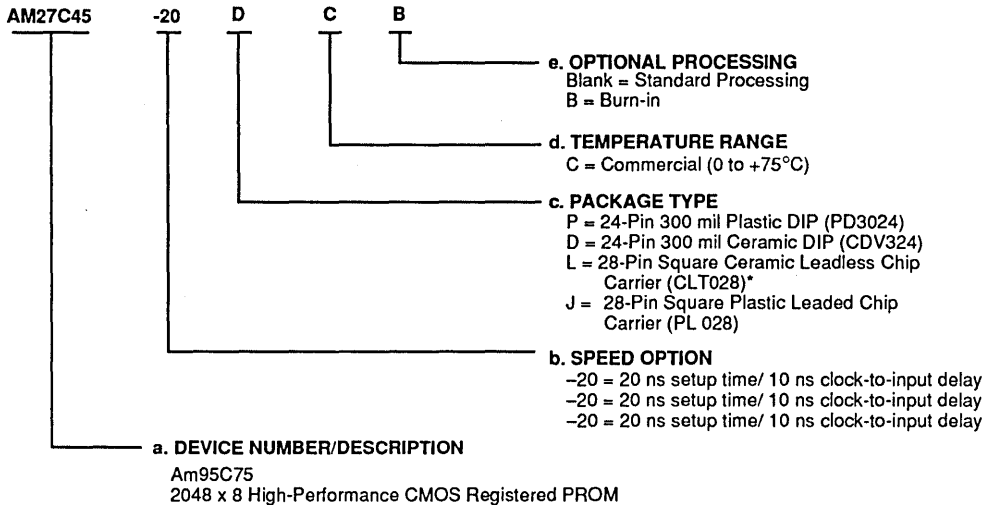 AM27C45 -20 D C B
e. OPTIONAL PROCESSING
Blank = Standard Processing
B = Burn-in
d. TEMPERATURE RANGE
C = Commercial (0 to +75°C)
c. PACKAGE TYPE
P = 24-Pin 300 mil Plastic DIP (PD3024)
D = 24-Pin 300 mil Ceramic DIP (CDV324)
L = 28-Pin Square Ceramic Leadless Chip
Carrier (CLT028)*
J = 28-Pin Square Plastic Leaded Chip
Carrier (PL 028)
b. SPEED OPTION
–20 = 20 ns setup time/ 10 ns clock-to-input delay
–20 = 20 ns setup time/ 10 ns clock-to-input delay
–20 = 20 ns setup time/ 10 ns clock-to-input delay
a. DEVICE NUMBER/DESCRIPTION
Am95C75
2048 x 8 High-Performance CMOS Registered PROM